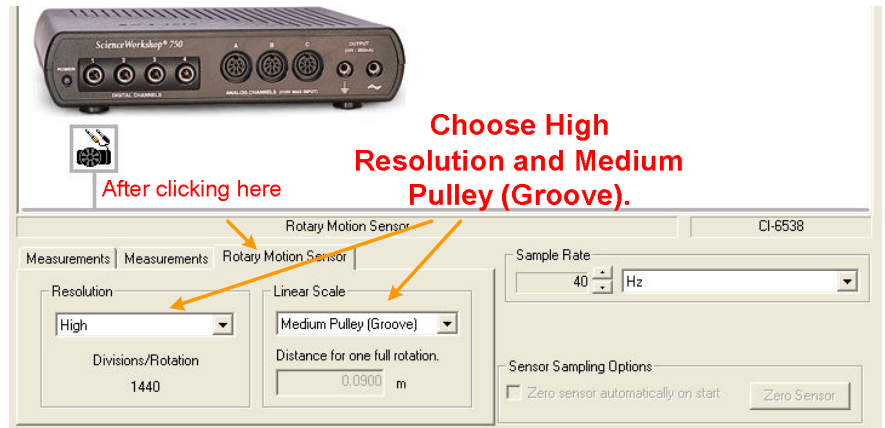 ScienceWorkshop® 750
A B C OUTPUT
POWER 1 2 3 4
DIGITAL CHANNELS
ANALOG CHANNELS (±10V MAX INPUT)
Choose High
Resolution and Medium
Pulley (Groove).
After clicking here
Rotary Motion Sensor CI-6538
Measurements Measurements Rotary Motion Sensor
Sample Rate
40 Hz
Resolution Linear Scale
High Medium Pulley (Groove)
Divisions/Rotation Distance for one full rotation.
1440 0.0900 m
Sensor Sampling Options
Zero sensor automatically on start Zero Sensor